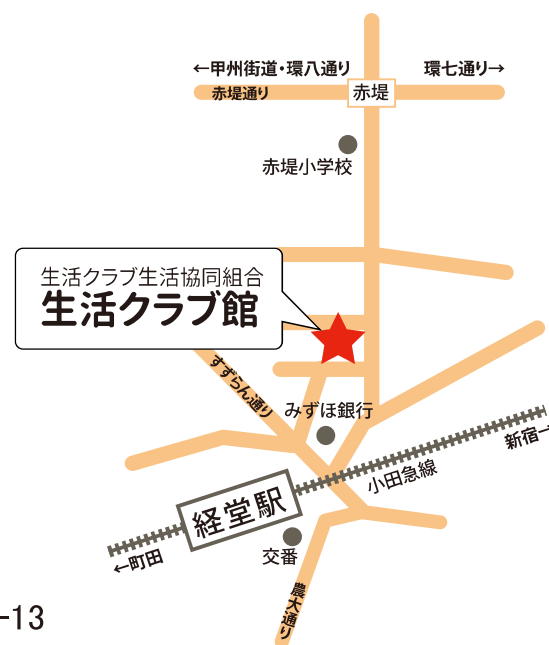 ←甲州街道・環八通り
環七通り→
赤堤通り
赤堤
赤堤小学校
生活クラブ生活協同組合
生活クラブ館
すずらん通り
みずほ銀行
新宿→
小田急線
経堂駅
←町田
交番
農大通り
-13